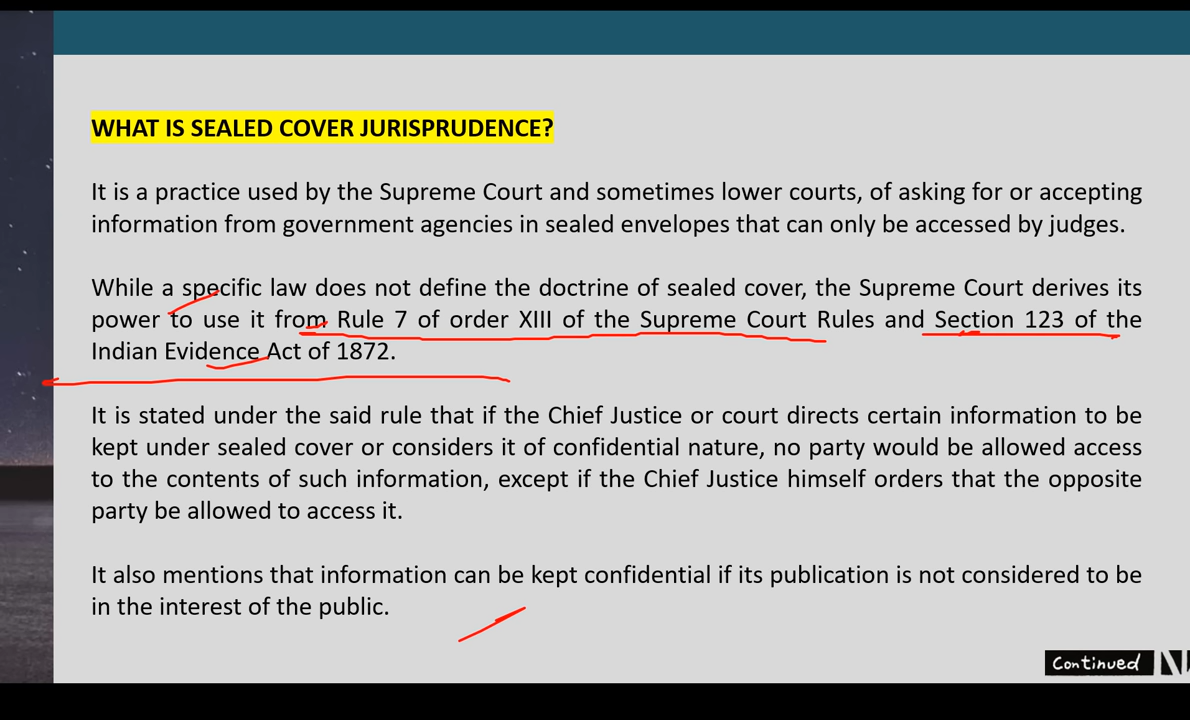 WHAT IS SEALED COVER JURISPRUDENCE?
It is a practice used by the Supreme Court and sometimes lower courts, of asking for or accepting
information from government agencies in sealed envelopes that can only be accessed by judges.
While a specific law does not define the doctrine of sealed cover, the Supreme Court derives its
power to use it from Rule 7 of order XIII of the Supreme Court Rules and Section 123 of the
Indian Evidence Act of 1872.
It is stated under the said rule that if the Chief Justice or court directs certain information to be
kept under sealed cover or considers it of confidential nature, no party would be allowed access
to the contents of such information, except if the Chief Justice himself orders that the opposite
party be allowed to access it.
It also mentions that information can be kept confidential if its publication is not considered to be
in the interest of the public.
Continued